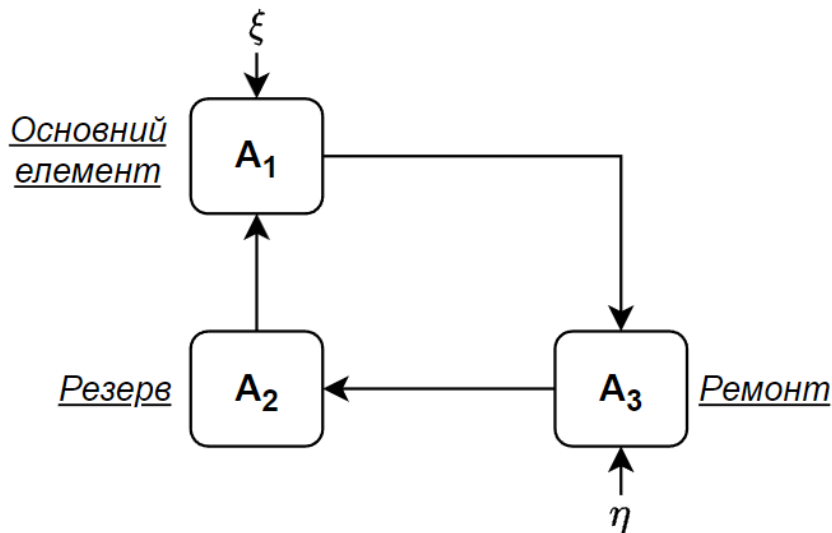 ξ
Основний
елемент
A₁
Резерв
A₂
A₃
Ремонт
η